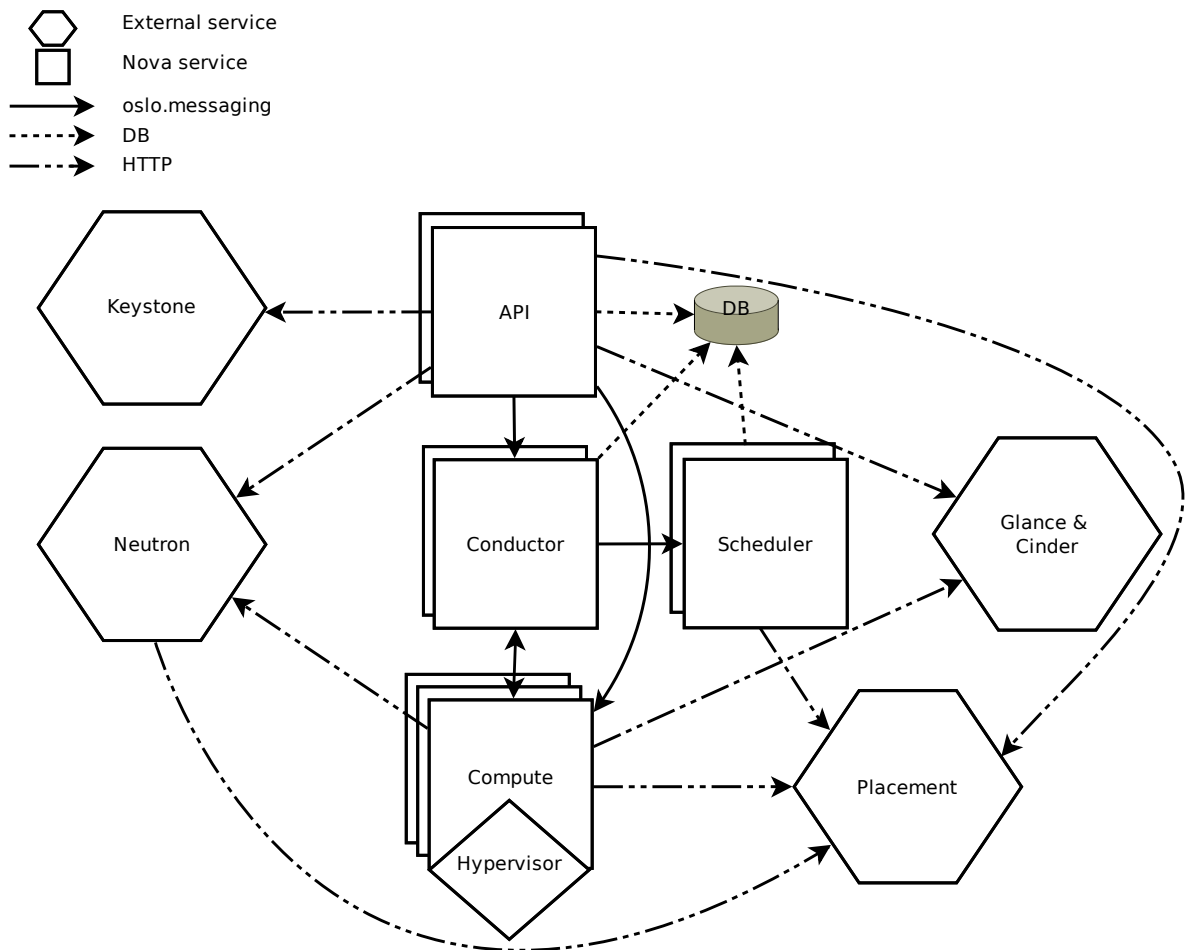 External service
Nova service
oslo.messaging
DB
HTTP
Keystone
API
DB
Neutron
Conductor
Scheduler
Glance &
Cinder
Compute
Placement
Hypervisor